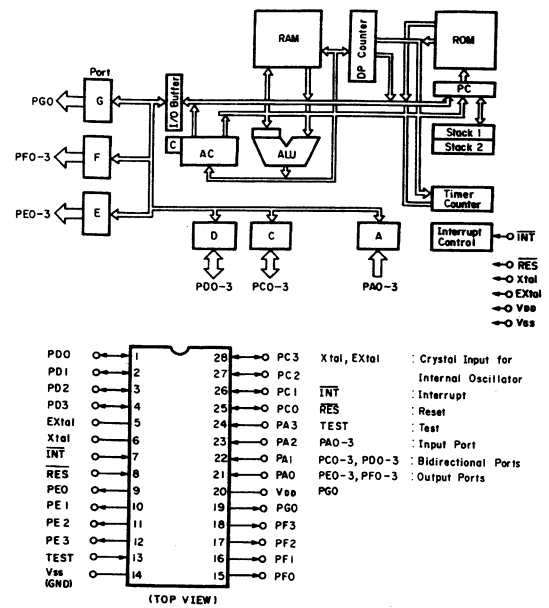 RAM
DP Counter
ROM
Port
PG0
G
I/O Buffer
PC
Stack 1
Stack 2
PF0-3
F
C
AC
ALU
PE0-3
E
Timer
Counter
D
C
A
Interrupt
Control
INT
PD0-3
PC0-3
PA0-3
RES
Xtal
EXtal
VDD
Vss
PD0 1 28 PC3
PD1 2 27 PC2
PD2 3 26 PC1
PD3 4 25 PC0
EXtal 5 24 PA3
Xtal 6 23 PA2
INT 7 22 PA1
RES 8 21 PA0
PE0 9 20 VDD
PE1 10 19 PG0
PE2 11 18 PF3
PE3 12 17 PF2
TEST 13 16 PF1
Vss 14 15 PF0
(GND)
(TOP VIEW)
Xtal, EXtal : Crystal Input for
Internal Oscillator
INT : Interrupt
RES : Reset
TEST : Test
PA0-3 : Input Port
PC0-3, PD0-3 : Bidirectional Ports
PE0-3, PF0-3 : Output Ports
PG0